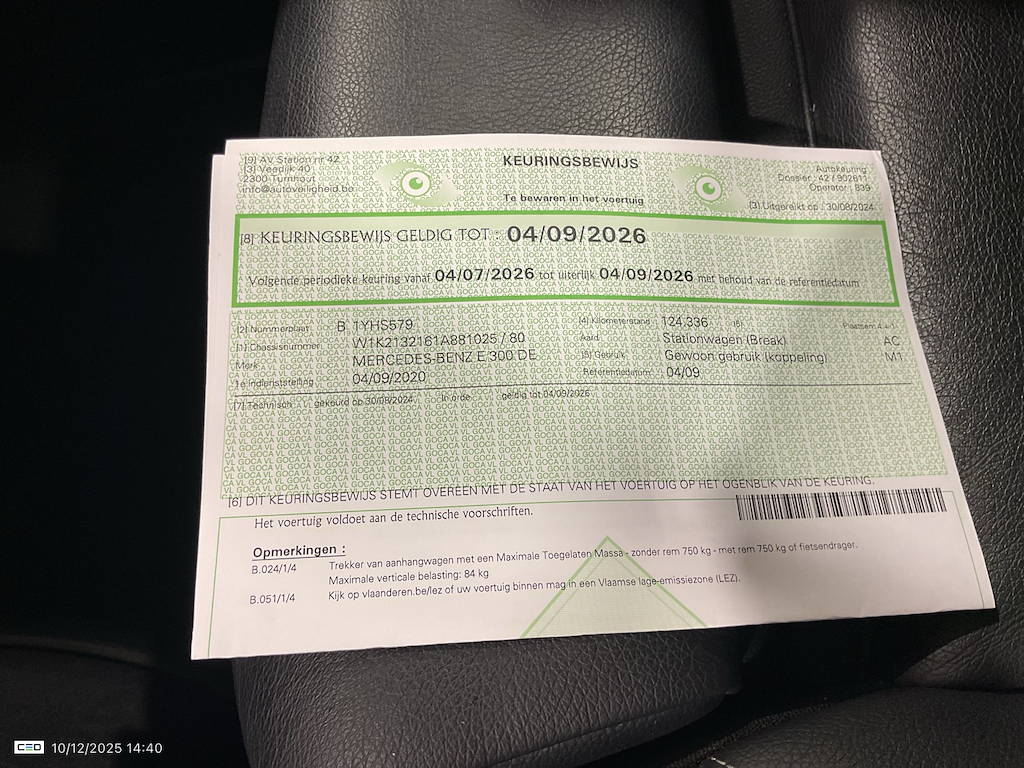 [9] AV Station nr 42
[3] Veedijk 40
2300 Turnhout
info@autoveiligheid.be
KEURINGSBEWIJS
Te bewaren in het voertuig
Autokeuring
Dossier : 42 / 902811
Operator : 839
[3] Uitgereikt op : 30/08/2024
[8] KEURINGSBEWIJS GELDIG TOT : 04/09/2026
Volgende periodieke keuring vanaf 04/07/2026 tot uiterlijk 04/09/2026 met behoud van de referentiedatum
[2] Nummerplaat B 1YHS579
[1] Chassisnummer W1K2132161A881025 / 80
Merk MERCEDES-BENZ E 300 DE
1e indienststelling 04/09/2020
[4] Kilometerstand 124.336 (6) Plaatsen: 4 + 1
Aard Stationwagen (Break) AC
[5] Gebruik Gewoon gebruik (koppeling) M1
Referentiedatum 04/09
[7] Technisch gekeurd op 30/08/2024 In orde geldig tot 04/09/2026
[6] DIT KEURINGSBEWIJS STEMT OVEREEN MET DE STAAT VAN HET VOERTUIG OP HET OGENBLIK VAN DE KEURING.
Het voertuig voldoet aan de technische voorschriften.
Opmerkingen :
B.024/1/4 Trekker van aanhangwagen met een Maximale Toegelaten Massa - zonder rem 750 kg - met rem 750 kg of fietsendrager.
Maximale verticale belasting: 84 kg
B.051/1/4 Kijk op vlaanderen.be/lez of uw voertuig binnen mag in een Vlaamse lage-emissiezone (LEZ).
10/12/2025 14:40